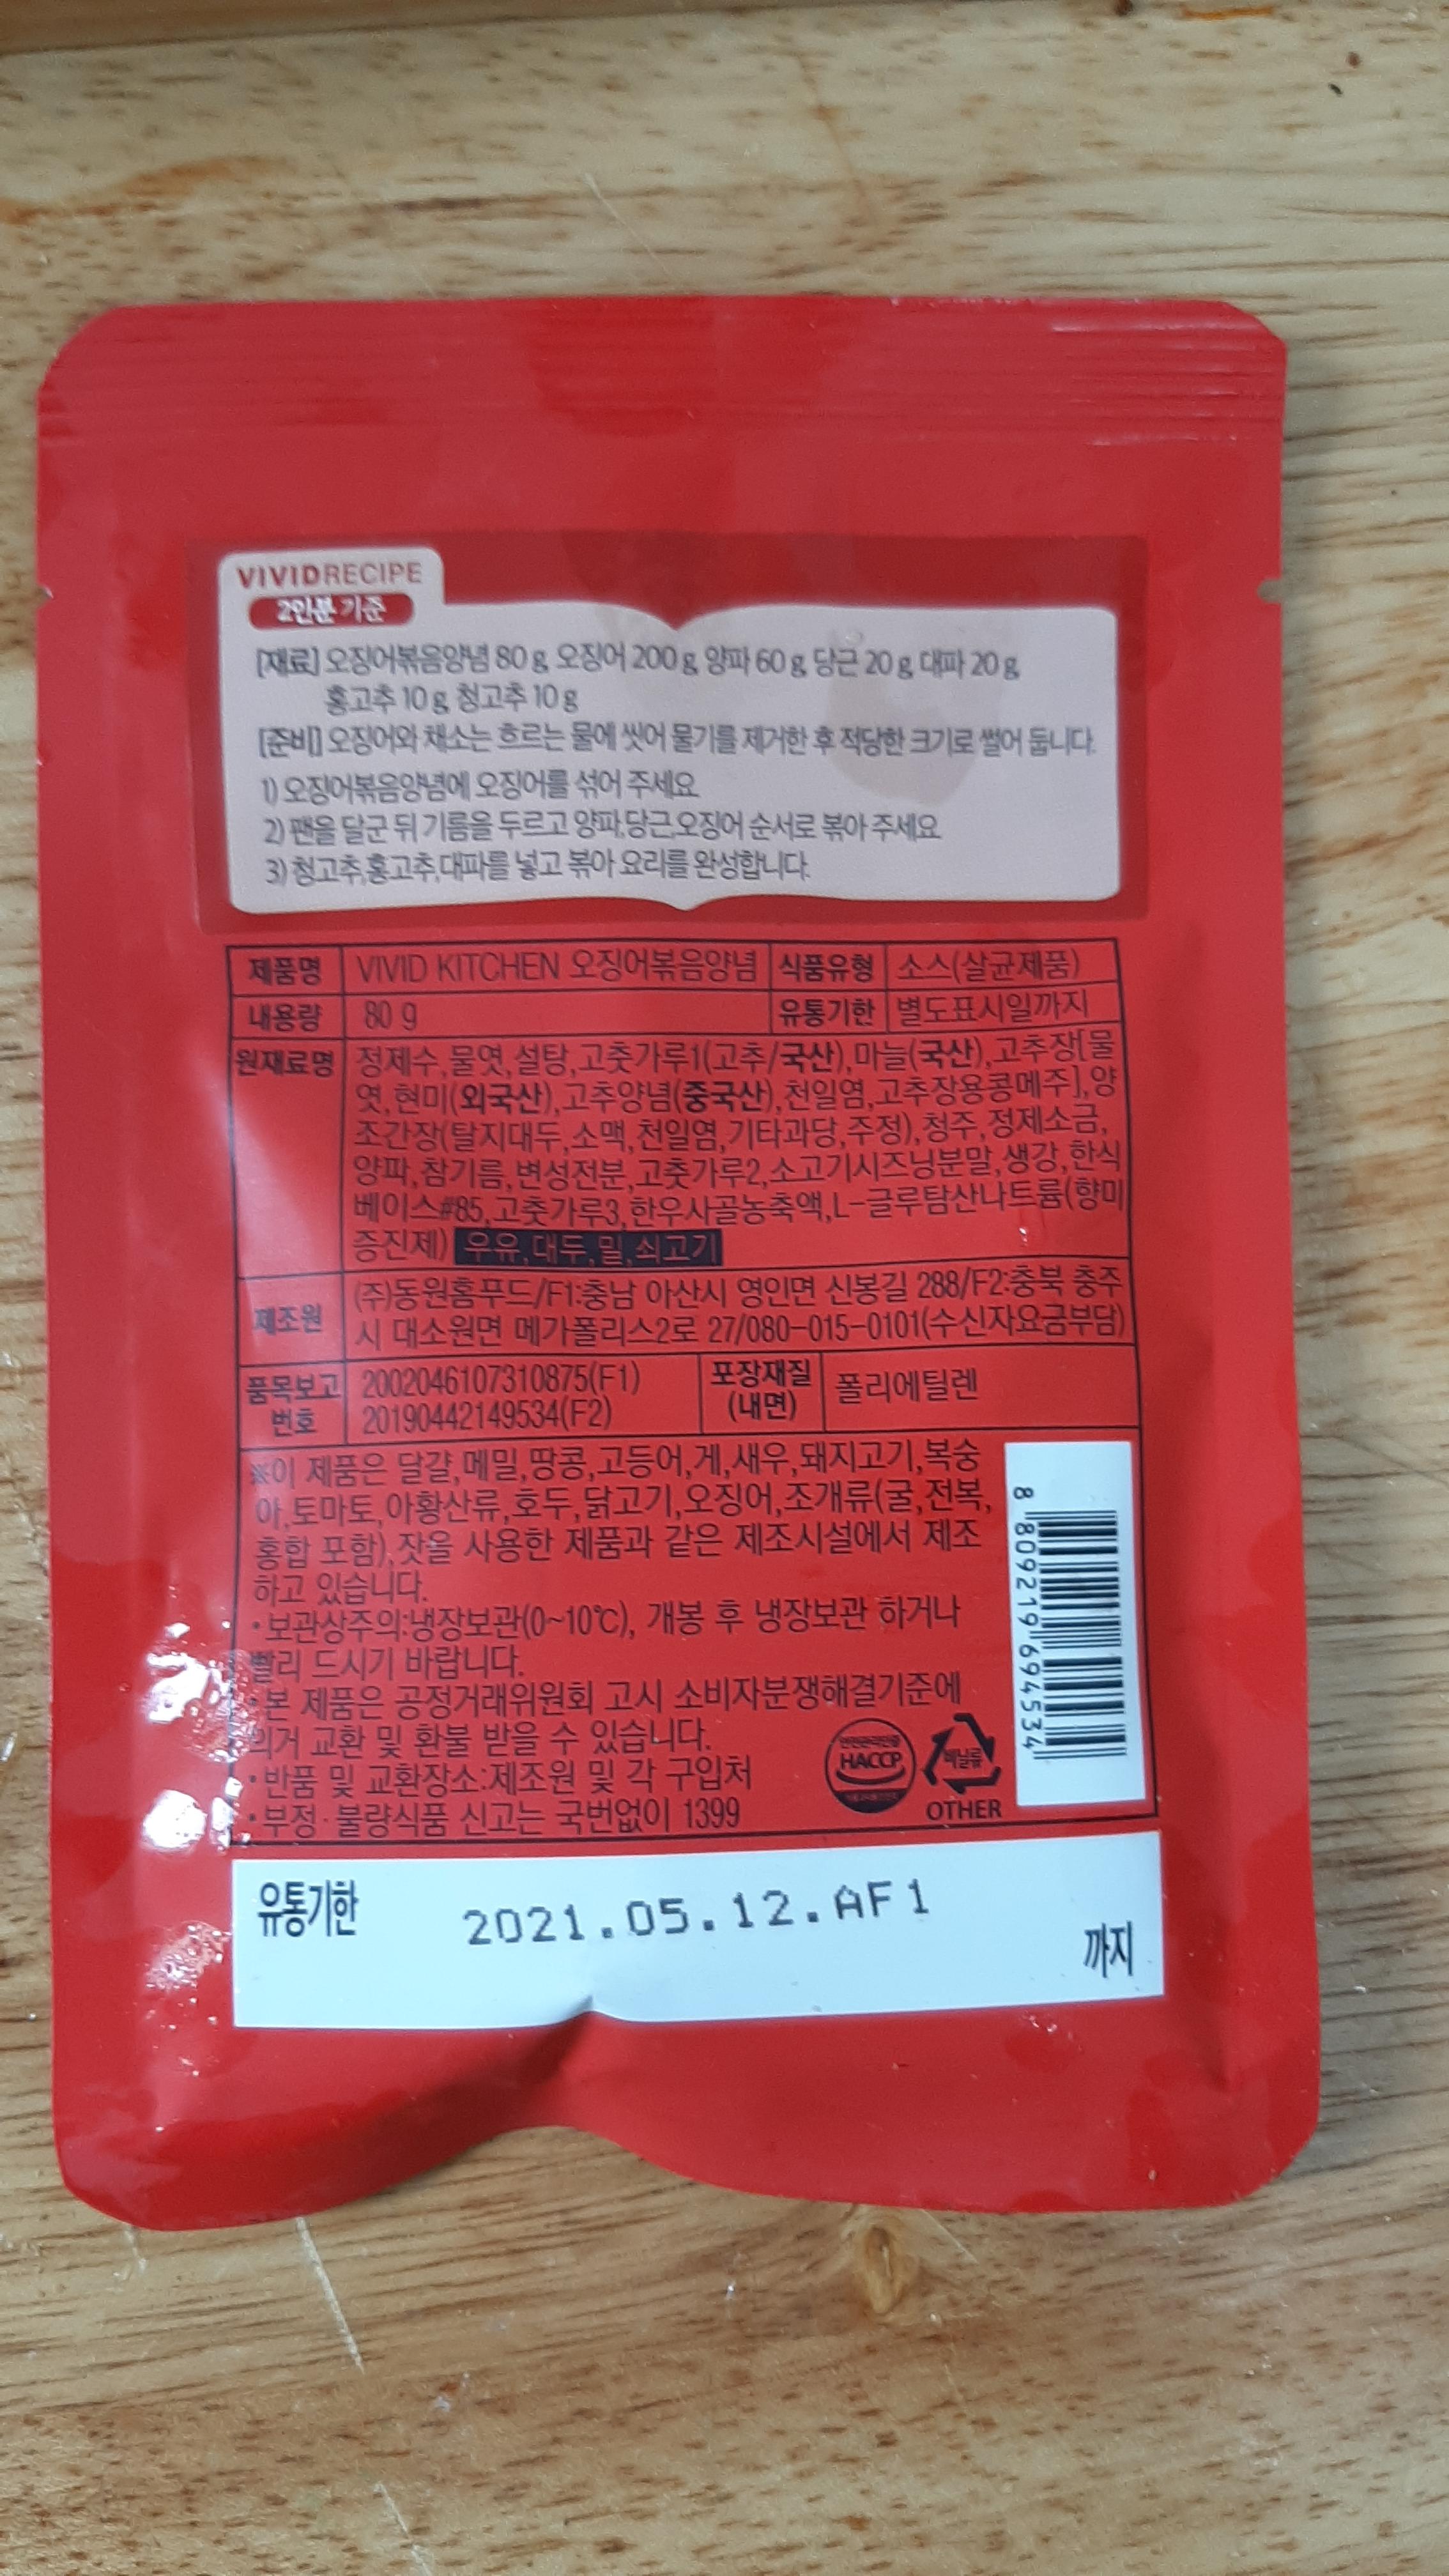 VIVIDRECIPE
2인분 기준
[재료] 오징어볶음양념 80 g, 오징어 200 g, 양파 60 g, 당근 20 g, 대파 20 g,
홍고추 10 g, 청고추 10 g
[준비] 오징어와 채소는 흐르는 물에 씻어 물기를 제거한 후 적당한 크기로 썰어 둡니다.
1) 오징어볶음양념에 오징어를 섞어 주세요
2) 팬을 달군 뒤 기름을 두르고 양파,당근,오징어 순서로 볶아 주세요
3) 청고추,홍고추,대파를 넣고 볶아 요리를 완성합니다.
제품명 VIVID KITCHEN 오징어볶음양념 식품유형 소스(살균제품)
내용량 80 g 유통기한 별도표시일까지
원재료명 정제수,물엿,설탕,고춧가루1(고추/국산),마늘(국산),고추장[물
엿,현미(외국산),고추양념(중국산),천일염,고추장용콩메주],양
조간장(탈지대두,소맥,천일염,기타과당,주정),청주,정제소금,
양파,참기름,변성전분,고춧가루2,소고기시즈닝분말,생강,한식
베이스#85,고춧가루3,한우사골농축액,L-글루탐산나트륨(향미
증진제) 우유,대두,밀,쇠고기
제조원 (주)동원홈푸드/F1:충남 아산시 영인면 신봉길 288/F2:충북 충주
시 대소원면 메가폴리스2로 27/080-015-0101(수신자요금부담)
품목보고 번호 2002046107310875(F1)
20190442149534(F2)
포장재질 (내면) 폴리에틸렌
※이 제품은 달걀,메밀,땅콩,고등어,게,새우,돼지고기,복숭
아,토마토,아황산류,호두,닭고기,오징어,조개류(굴,전복,
홍합 포함),잣을 사용한 제품과 같은 제조시설에서 제조
하고 있습니다.
•보관상주의:냉장보관(0~10℃), 개봉 후 냉장보관 하거나
빨리 드시기 바랍니다.
•본 제품은 공정거래위원회 고시 소비자분쟁해결기준에
의거 교환 및 환불 받을 수 있습니다.
•반품 및 교환장소:제조원 및 각 구입처
•부정·불량식품 신고는 국번없이 1399
안전관리인증
HACCP
비닐류
OTHER
8 809219 694534
유통기한 2021.05.12.AF1 까지